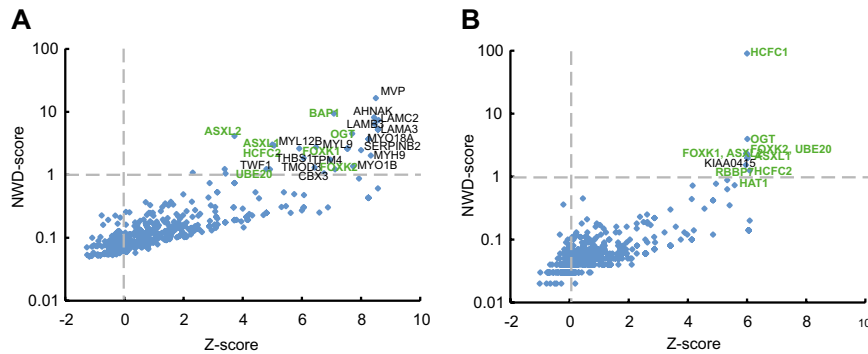 A
NWD-score
100
10
1
0.1
0.01
-2
0
2
4
6
8
10
Z-score
MVP
BAP1
AHNAK
LAMC2
LAMB3
LAMA3
ASXL2
OGT
MYO18A
ASXL1
MYL12B
MYL9
SERPINB2
HCFC2
FOXK1
MYH9
THBS1
TPM4
TWF1
TMOD3
FOXK2
MYO1B
UBE20
CBX3
B
NWD-score
100
10
1
0.1
0.01
-2
0
2
4
6
8
10
Z-score
HCFC1
OGT
FOXK1, ASXL2
FOXK2, UBE20
ASXL1
KIAA0415
RBBP7
HCFC2
HAT1